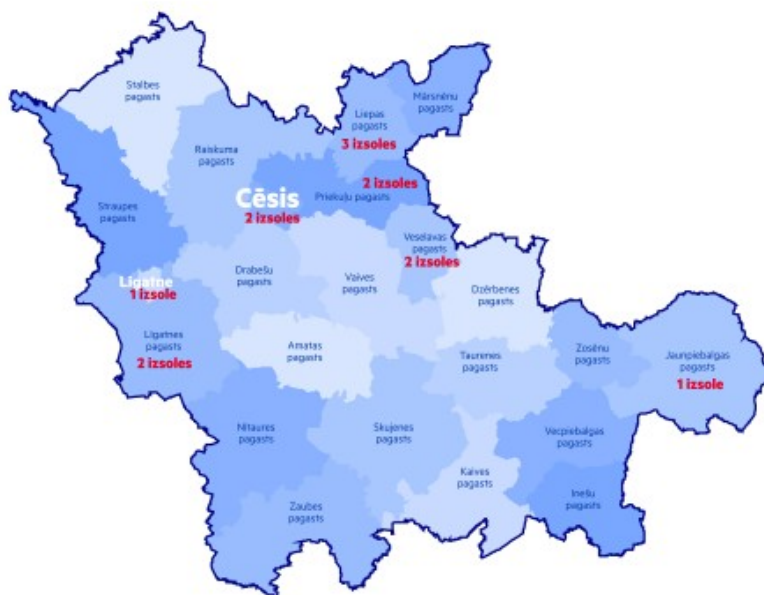 Stalbes
pagasts
Mārsnēnu
pagasts
Liepas
pagasts
3 izsoles
Raiskuma
pagasts
2 izsoles
Priekuļu pagasts
Cēsis
2 izsoles
Straupes
pagasts
Veselavas
pagasts
2 izsoles
Drabešu
pagasts
Vaives
pagasts
Dzērbenes
pagasts
Līgatne
1 izsole
Līgatnes
pagasts
2 izsoles
Amatas
pagasts
Taurenes
pagasts
Zosēnu
pagasts
Jaunpiebalgas
pagasts
1 izsole
Nītaures
pagasts
Skujenes
pagasts
Vecpiebalgas
pagasts
Kaives
pagasts
Inešu
pagasts
Zaubes
pagasts